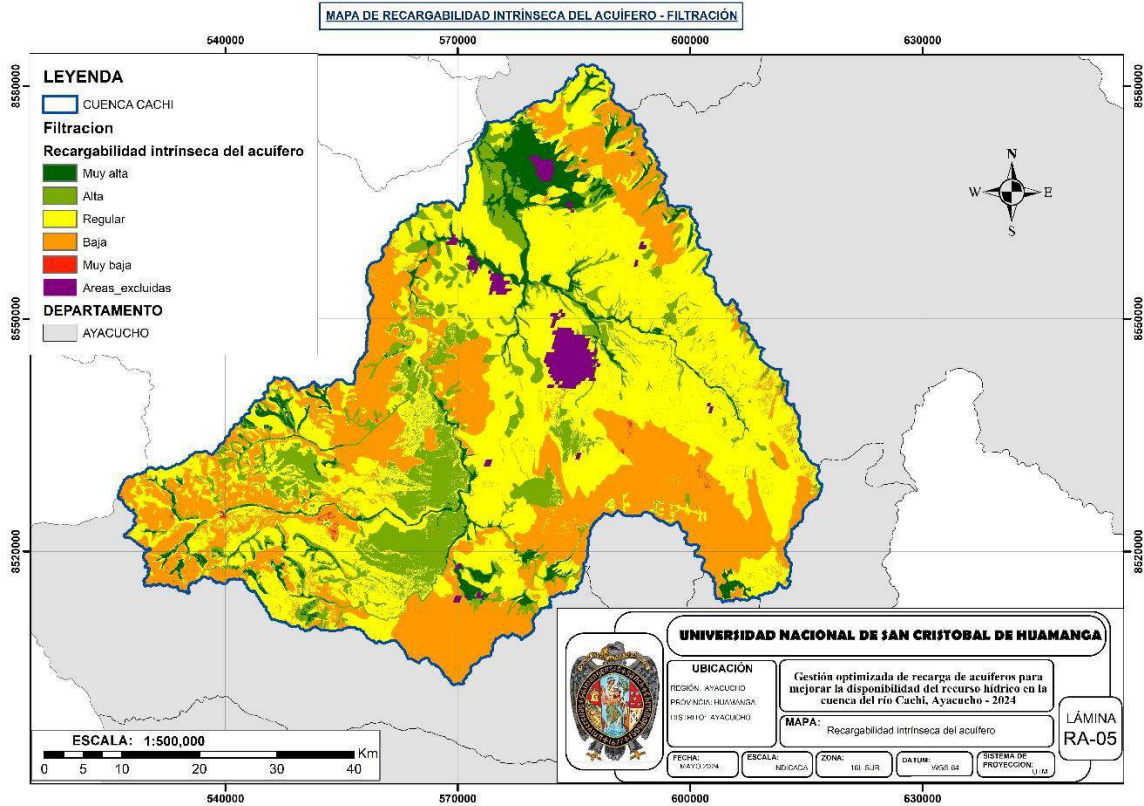 MAPA DE RECARGABILIDAD INTRÍNSECA DEL ACUÍFERO - FILTRACIÓN
540000 570000 600000 630000
8580000 8580000
8550000 8550000
8520000 8520000
LEYENDA
CUENCA CACHI
Filtracion
Recargabilidad intrínseca del acuífero
Muy alta
Alta
Regular
Baja
Muy baja
Areas_excluidas
DEPARTAMENTO
AYACUCHO
N
W E
S
ESCALA: 1:500,000
Km
0 5 10 20 30 40
540000 570000 600000 630000
UNIVERSIDAD NACIONAL DE SAN CRISTOBAL DE HUAMANGA
UBICACIÓN
REGIÓN: AYACUCHO
PROVINCIA: HUAMANGA
DISTRITO: AYACUCHO
Gestión optimizada de recarga de acuíferos para
mejorar la disponibilidad del recurso hídrico en la
cuenca del río Cachi, Ayacucho - 2024
MAPA:
Recargabilidad intrínseca del acuífero
LÁMINA
RA-05
FECHA:
MAYO 2024
ESCALA:
INDICADA
ZONA:
18L SUR
DATUM:
WGS 84
SISTEMA DE
PROYECCION:
UTM